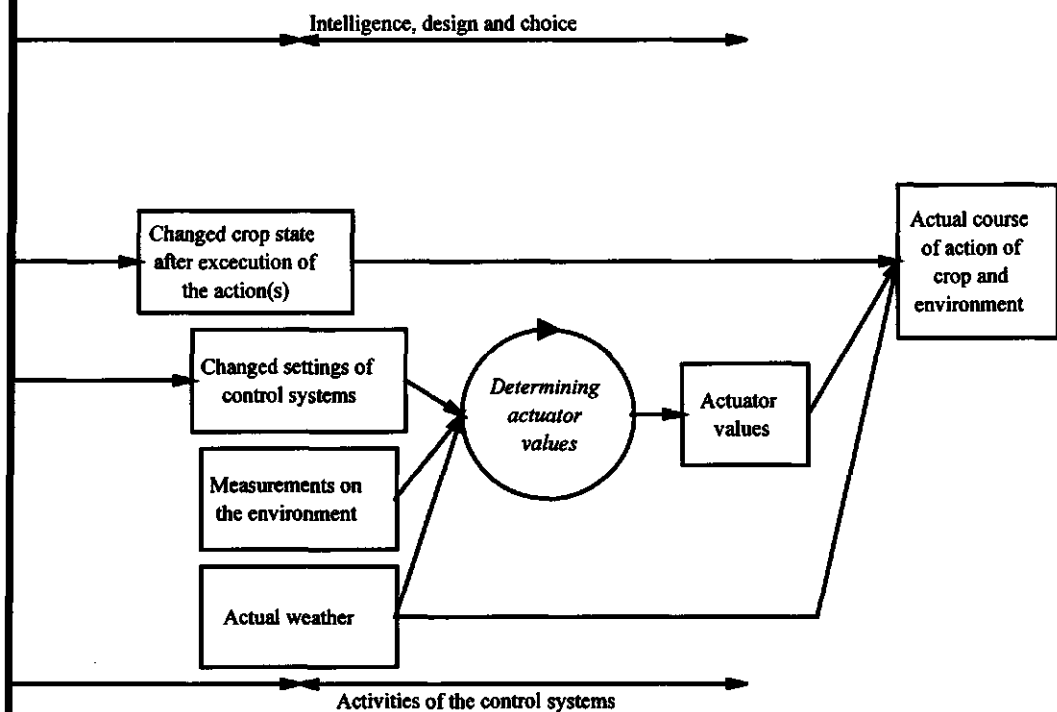 Intelligence, design and choice
Changed crop state
after excecution of
the action(s)
Actual course
of action of
crop and
environment
Changed settings of
control systems
Determining
actuator
values
Actuator
values
Measurements on
the environment
Actual weather
Activities of the control systems